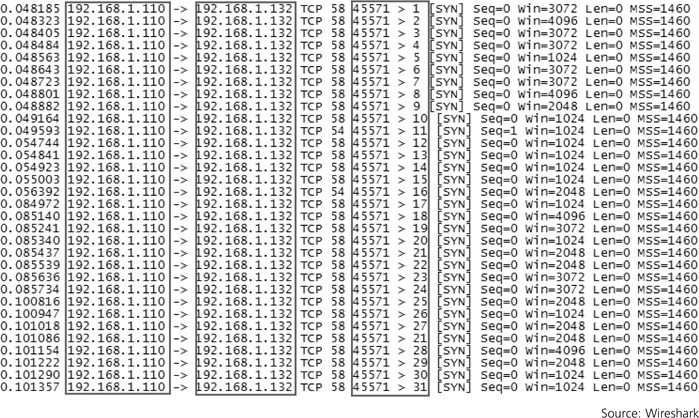 0.048185 192.168.1.110 -> 192.168.1.132 TCP 58 45571 > 1 [SYN] Seq=0 Win=3072 Len=0 MSS=1460
0.048323 192.168.1.110 -> 192.168.1.132 TCP 58 45571 > 2 [SYN] Seq=0 Win=4096 Len=0 MSS=1460
0.048405 192.168.1.110 -> 192.168.1.132 TCP 58 45571 > 3 [SYN] Seq=0 Win=3072 Len=0 MSS=1460
0.048484 192.168.1.110 -> 192.168.1.132 TCP 58 45571 > 4 [SYN] Seq=0 Win=3072 Len=0 MSS=1460
0.048563 192.168.1.110 -> 192.168.1.132 TCP 58 45571 > 5 [SYN] Seq=0 Win=1024 Len=0 MSS=1460
0.048643 192.168.1.110 -> 192.168.1.132 TCP 58 45571 > 6 [SYN] Seq=0 Win=3072 Len=0 MSS=1460
0.048723 192.168.1.110 -> 192.168.1.132 TCP 58 45571 > 7 [SYN] Seq=0 Win=3072 Len=0 MSS=1460
0.048801 192.168.1.110 -> 192.168.1.132 TCP 58 45571 > 8 [SYN] Seq=0 Win=4096 Len=0 MSS=1460
0.048882 192.168.1.110 -> 192.168.1.132 TCP 58 45571 > 9 [SYN] Seq=0 Win=2048 Len=0 MSS=1460
0.049164 192.168.1.110 -> 192.168.1.132 TCP 58 45571 > 10 [SYN] Seq=0 Win=1024 Len=0 MSS=1460
0.049593 192.168.1.110 -> 192.168.1.132 TCP 54 45571 > 11 [SYN] Seq=1 Win=1024 Len=0 MSS=1460
0.054744 192.168.1.110 -> 192.168.1.132 TCP 58 45571 > 12 [SYN] Seq=0 Win=1024 Len=0 MSS=1460
0.054841 192.168.1.110 -> 192.168.1.132 TCP 58 45571 > 13 [SYN] Seq=0 Win=1024 Len=0 MSS=1460
0.054923 192.168.1.110 -> 192.168.1.132 TCP 58 45571 > 14 [SYN] Seq=0 Win=1024 Len=0 MSS=1460
0.055003 192.168.1.110 -> 192.168.1.132 TCP 58 45571 > 15 [SYN] Seq=0 Win=1024 Len=0 MSS=1460
0.056392 192.168.1.110 -> 192.168.1.132 TCP 54 45571 > 16 [SYN] Seq=0 Win=2048 Len=0 MSS=1460
0.084972 192.168.1.110 -> 192.168.1.132 TCP 58 45571 > 17 [SYN] Seq=0 Win=1024 Len=0 MSS=1460
0.085140 192.168.1.110 -> 192.168.1.132 TCP 58 45571 > 18 [SYN] Seq=0 Win=4096 Len=0 MSS=1460
0.085241 192.168.1.110 -> 192.168.1.132 TCP 58 45571 > 19 [SYN] Seq=0 Win=3072 Len=0 MSS=1460
0.085340 192.168.1.110 -> 192.168.1.132 TCP 58 45571 > 20 [SYN] Seq=0 Win=1024 Len=0 MSS=1460
0.085437 192.168.1.110 -> 192.168.1.132 TCP 58 45571 > 21 [SYN] Seq=0 Win=2048 Len=0 MSS=1460
0.085539 192.168.1.110 -> 192.168.1.132 TCP 58 45571 > 22 [SYN] Seq=0 Win=2048 Len=0 MSS=1460
0.085636 192.168.1.110 -> 192.168.1.132 TCP 58 45571 > 23 [SYN] Seq=0 Win=3072 Len=0 MSS=1460
0.085734 192.168.1.110 -> 192.168.1.132 TCP 58 45571 > 24 [SYN] Seq=0 Win=3072 Len=0 MSS=1460
0.100816 192.168.1.110 -> 192.168.1.132 TCP 58 45571 > 25 [SYN] Seq=0 Win=2048 Len=0 MSS=1460
0.100947 192.168.1.110 -> 192.168.1.132 TCP 58 45571 > 26 [SYN] Seq=0 Win=1024 Len=0 MSS=1460
0.101018 192.168.1.110 -> 192.168.1.132 TCP 58 45571 > 27 [SYN] Seq=0 Win=2048 Len=0 MSS=1460
0.101086 192.168.1.110 -> 192.168.1.132 TCP 58 45571 > 21 [SYN] Seq=0 Win=2048 Len=0 MSS=1460
0.101154 192.168.1.110 -> 192.168.1.132 TCP 58 45571 > 28 [SYN] Seq=0 Win=4096 Len=0 MSS=1460
0.101222 192.168.1.110 -> 192.168.1.132 TCP 58 45571 > 29 [SYN] Seq=0 Win=2048 Len=0 MSS=1460
0.101290 192.168.1.110 -> 192.168.1.132 TCP 58 45571 > 30 [SYN] Seq=0 Win=1024 Len=0 MSS=1460
0.101357 192.168.1.110 -> 192.168.1.132 TCP 58 45571 > 31 [SYN] Seq=0 Win=1024 Len=0 MSS=1460
Source: Wireshark